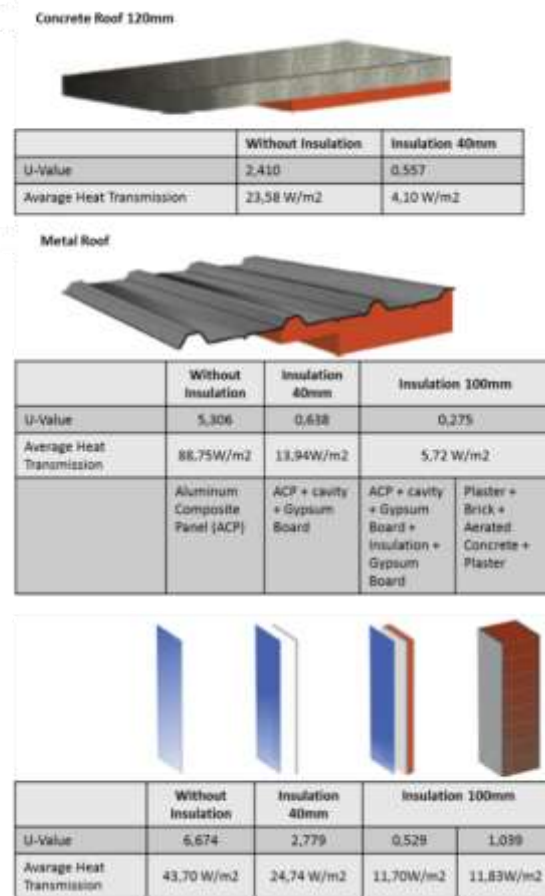 Concrete Roof 120mm
Without Insulation Insulation 40mm
U-Value 2,410 0,557
Avarage Heat Transmission 23,58 W/m2 4,10 W/m2
Metal Roof
Without Insulation Insulation 40mm Insulation 100mm
U-Value 5,306 0,638 0,275
Average Heat Transmission 88,75W/m2 13,94W/m2 5,72 W/m2
Aluminum Composite Panel (ACP) ACP + cavity + Gypsum Board ACP + cavity + Gypsum Board + Insulation + Gypsum Board Plaster + Brick + Aerated Concrete + Plaster
Without Insulation Insulation 40mm Insulation 100mm
U-Value 6,674 2,779 0,529 1,039
Avarage Heat Transmission 43,70 W/m2 24,74 W/m2 11,70W/m2 11,83W/m2